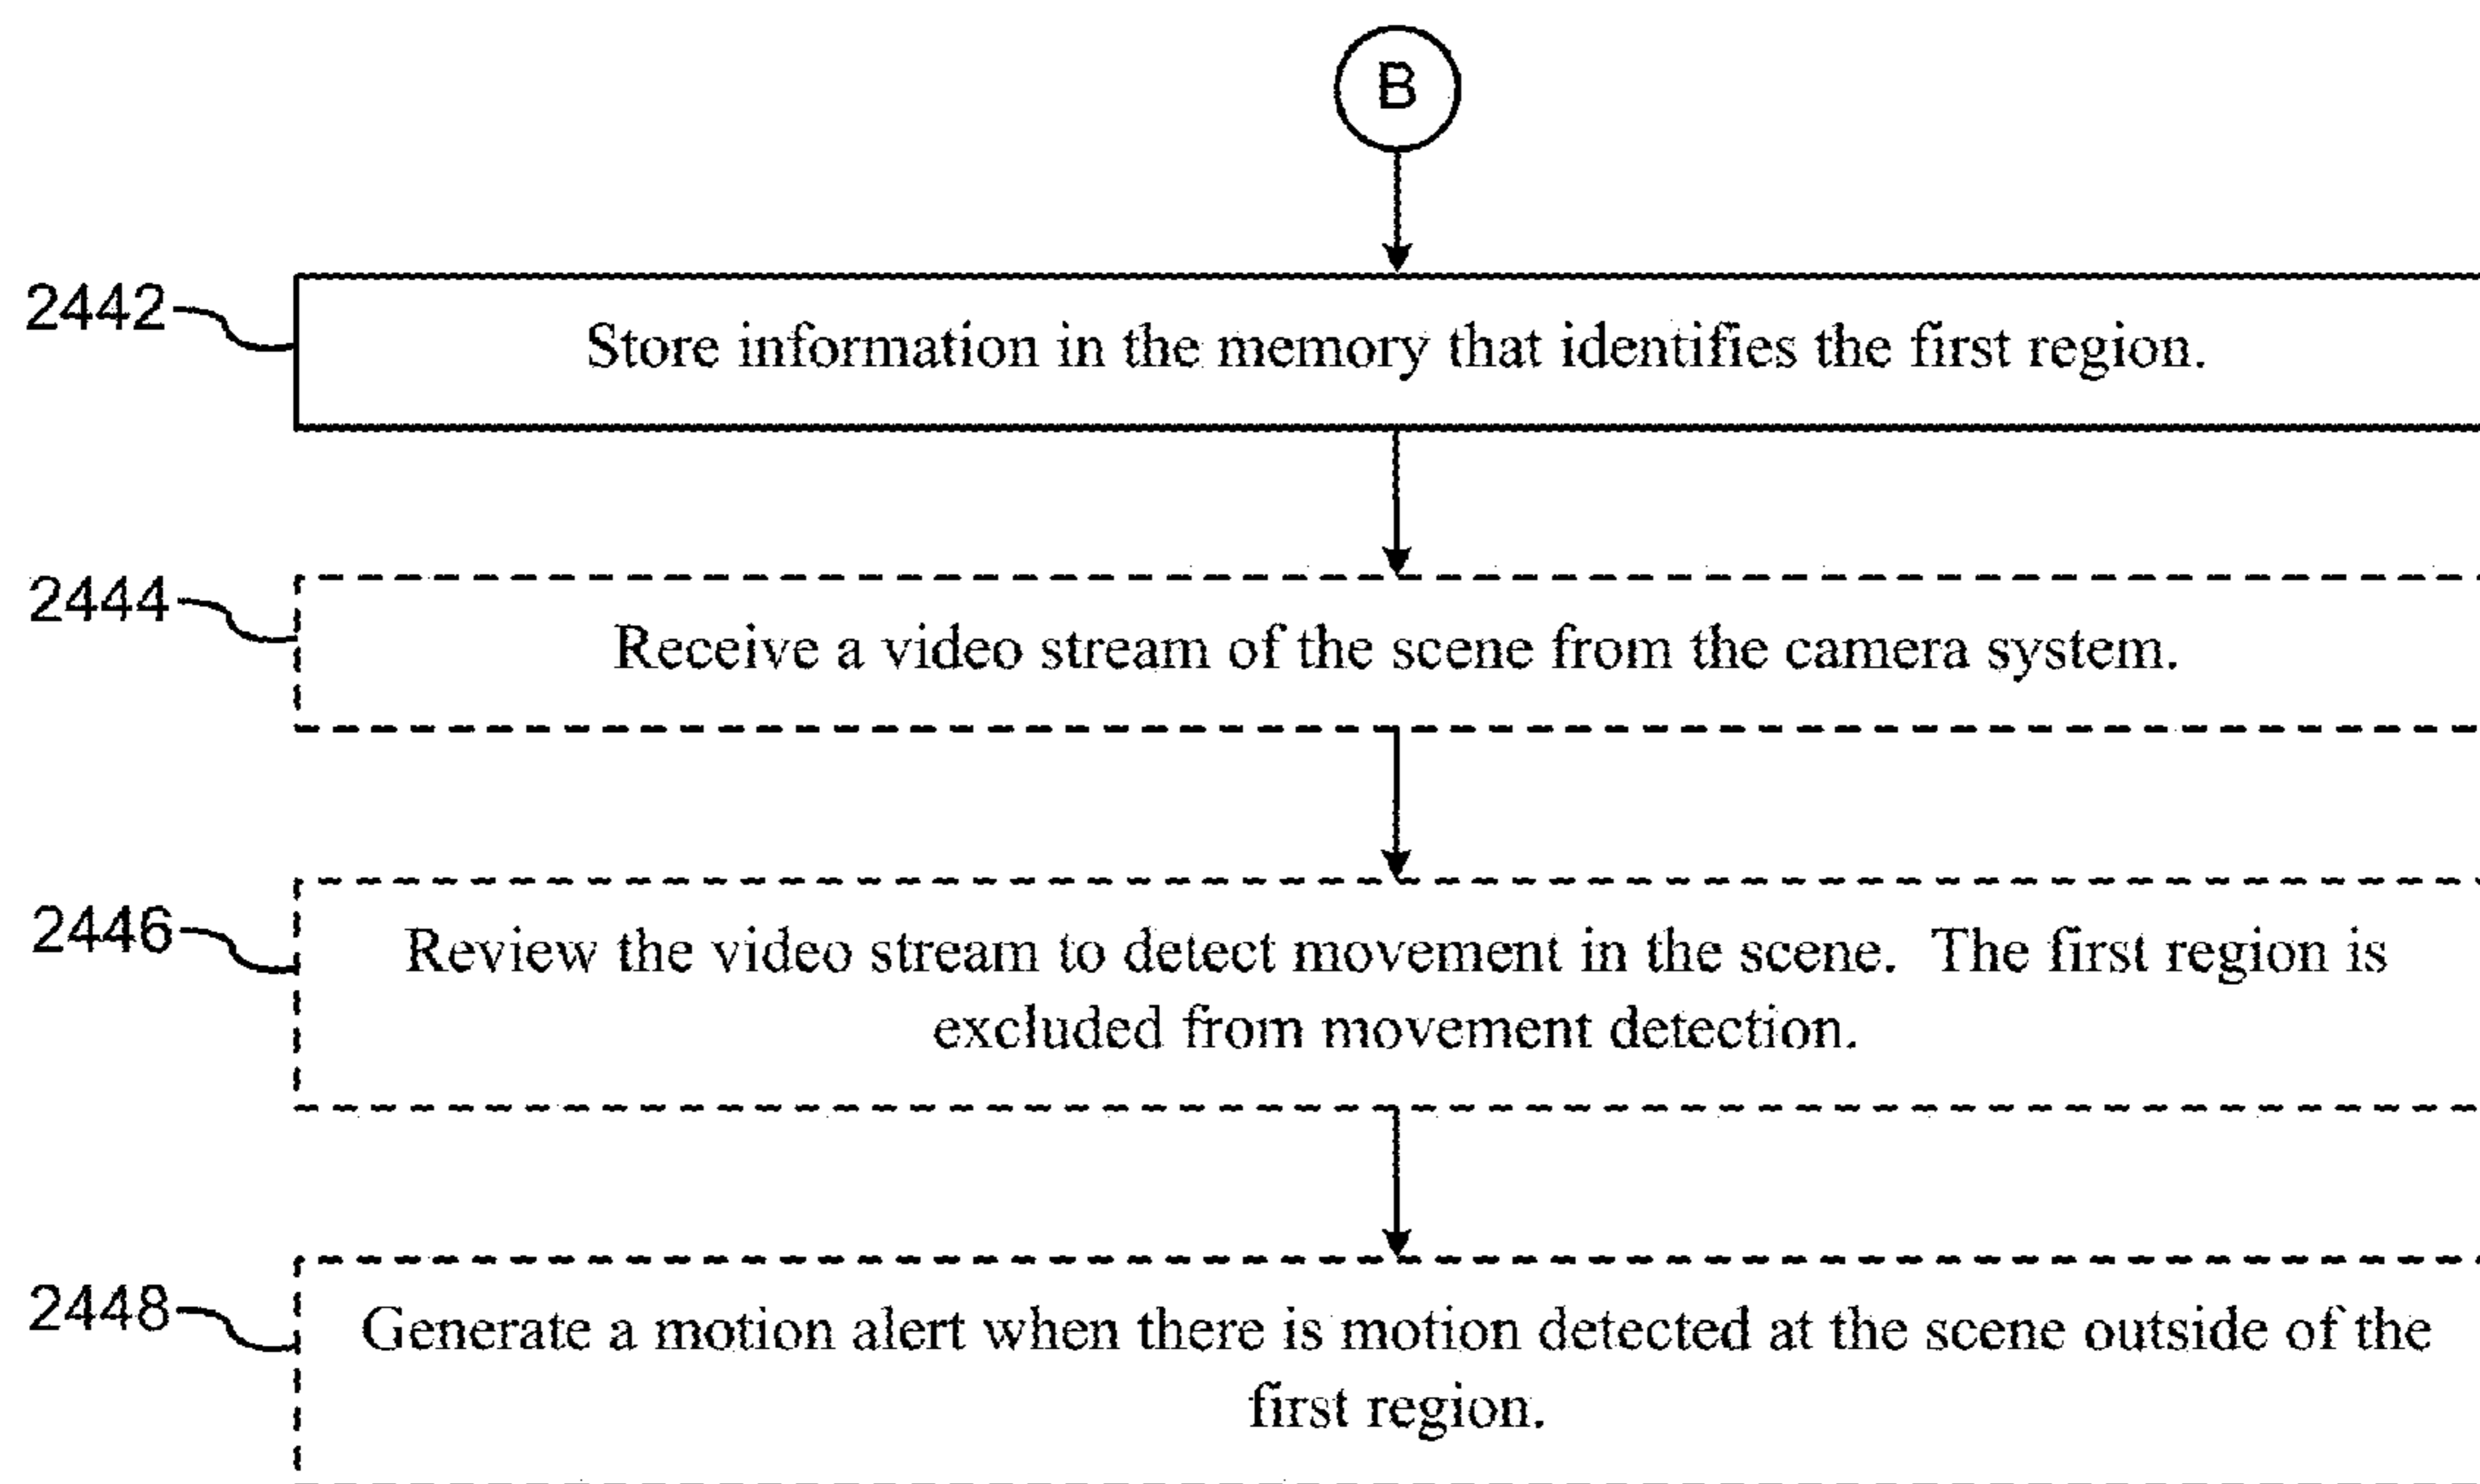 B
2442
Store information in the memory that identifies the first region.
2444
Receive a video stream of the scene from the camera system.
2446
Review the video stream to detect movement in the scene.  The first region is
excluded from movement detection.
2448
Generate a motion alert when there is motion detected at the scene outside of the
first region.